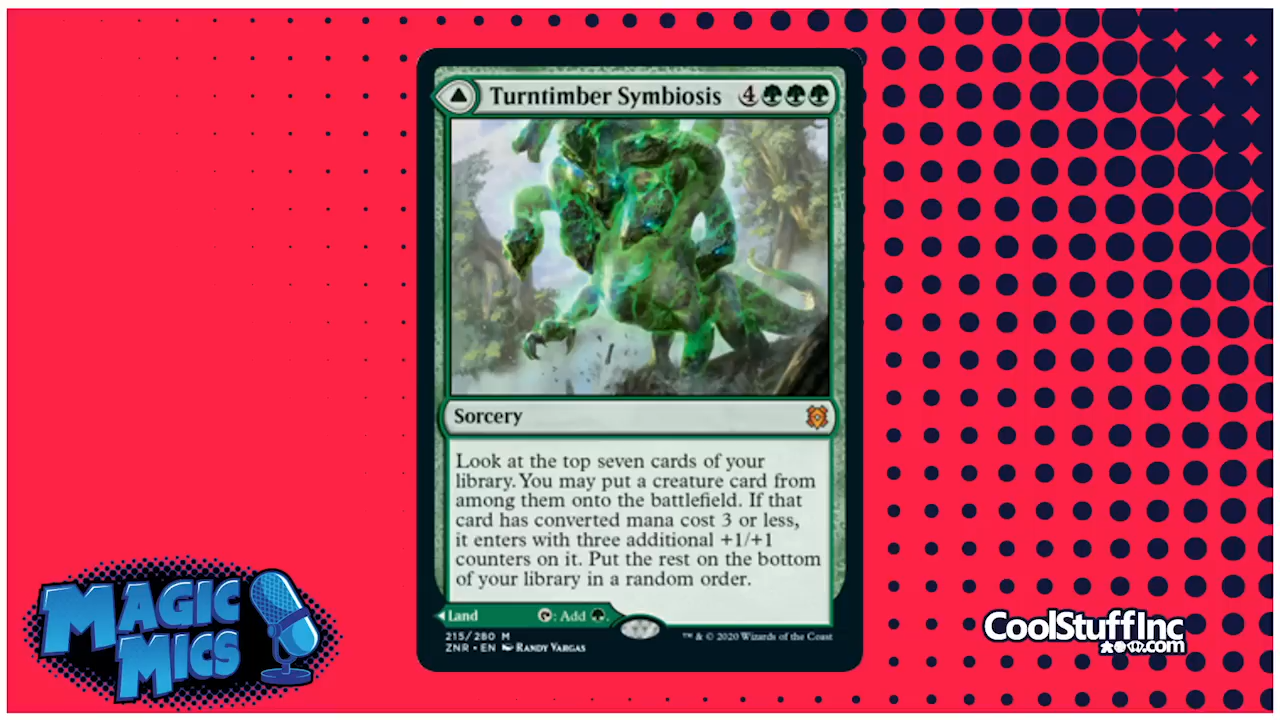 Turntimber Symbiosis 4
Sorcery
Look at the top seven cards of your
library. You may put a creature card from
among them onto the battlefield. If that
card has converted mana cost 3 or less,
it enters with three additional +1/+1
counters on it. Put the rest on the bottom
of your library in a random order.
Land : Add .
215/280 M ™ & © 2020 Wizards of the Coast
ZNR • EN Randy Vargas
MAGIC
MICS
CoolStuffInc
.com